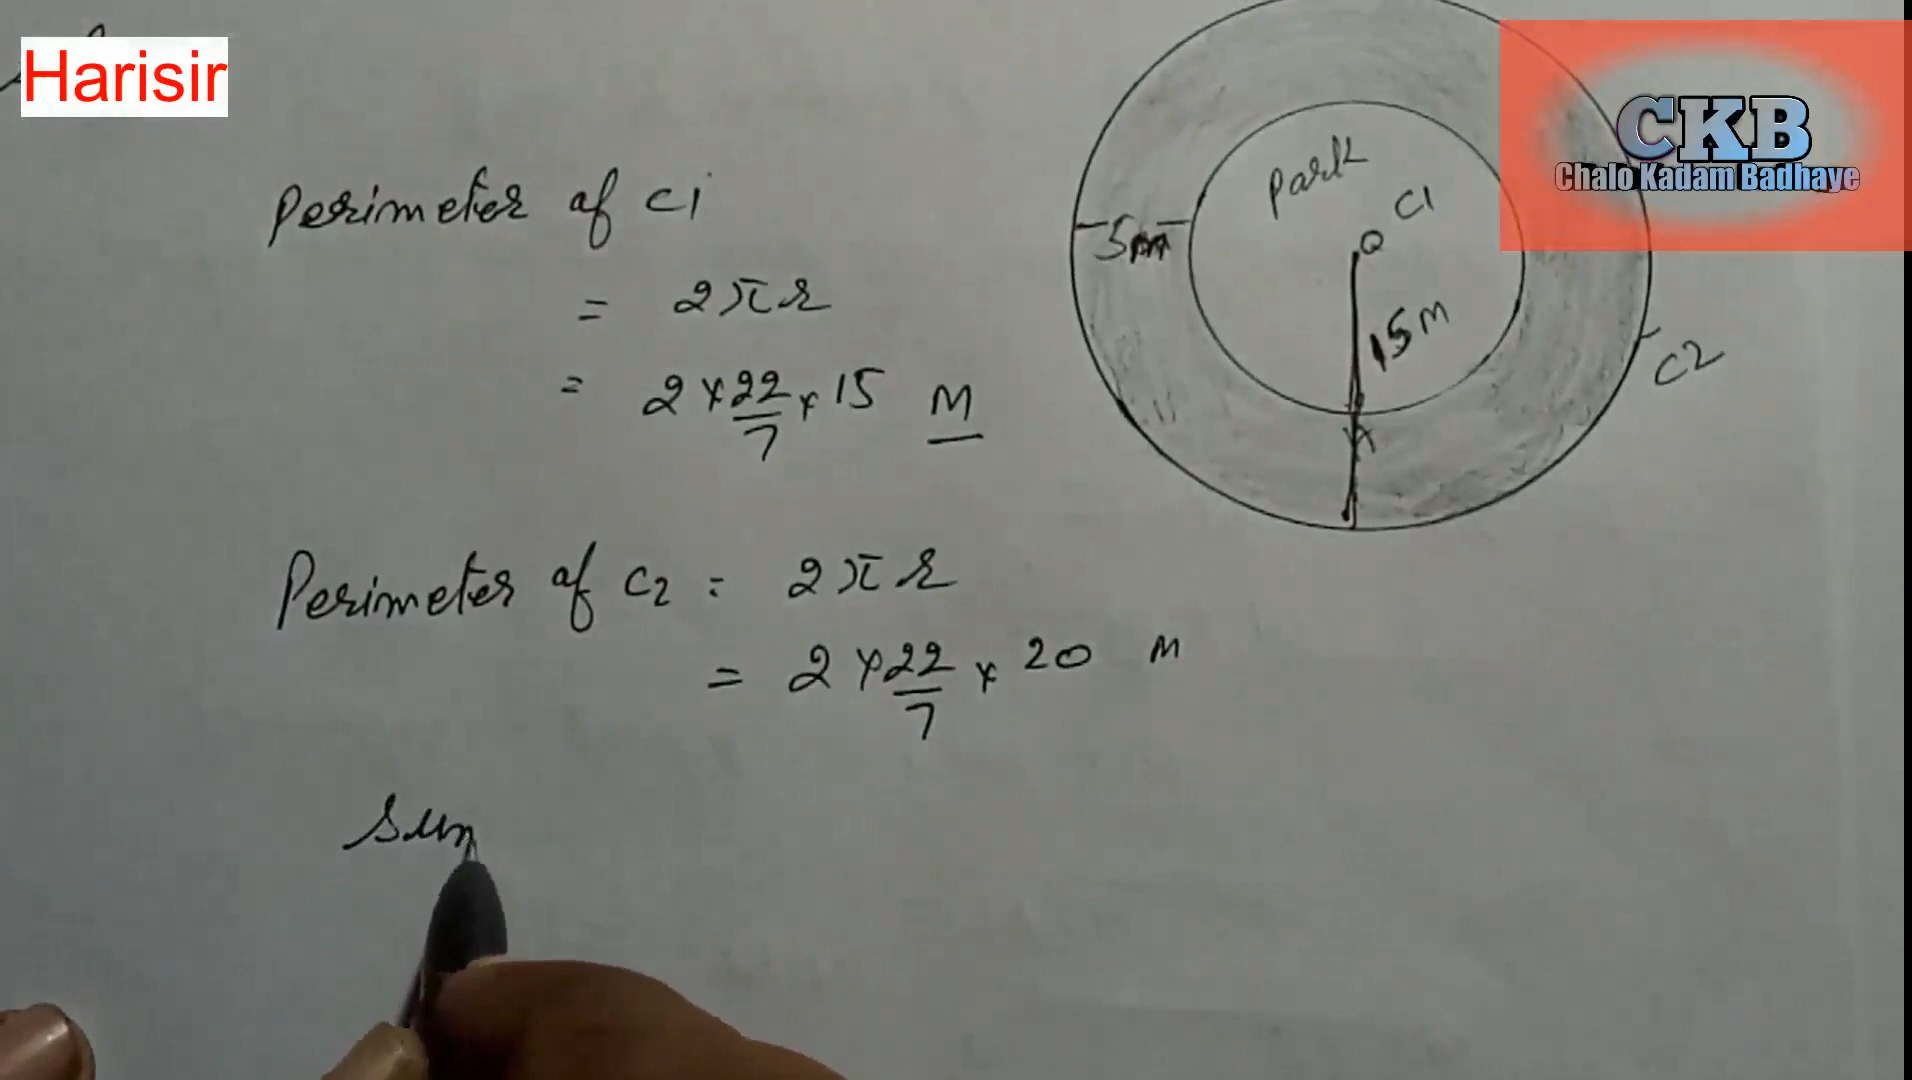 Harisir
CKB
Chalo Kadam Badhaye
Perimeter of C1
= 2πr
= 2 × 22/7 × 15 M
Park
C1
O
5m
15 M
C2
Perimeter of C2 = 2πr
= 2 × 22/7 × 20 M
Sum